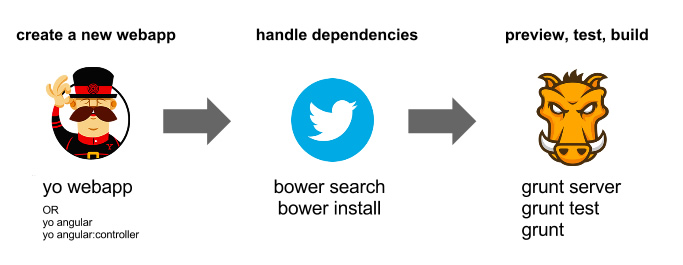 create a new webapp
handle dependencies
preview, test, build
yo webapp
OR
yo angular
yo angular:controller
bower search
bower install
grunt server
grunt test
grunt